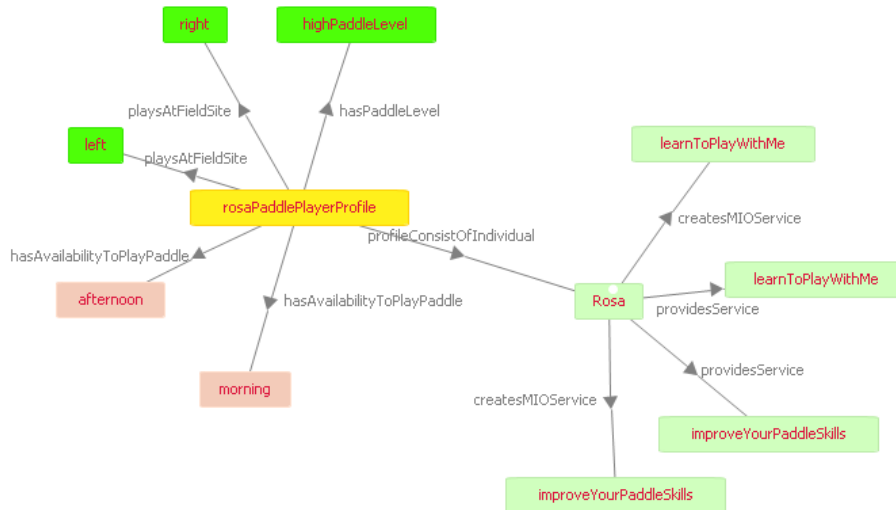 right
highPaddleLevel
playsAtFieldSite
hasPaddleLevel
left
playsAtFieldSite
learnToPlayWithMe
rosaPaddlePlayerProfile
createsMIOService
profileConsistOfIndividual
hasAvailabilityToPlayPaddle
learnToPlayWithMe
afternoon
hasAvailabilityToPlayPaddle
Rosa
providesService
providesService
morning
createsMIOService
improveYourPaddleSkills
improveYourPaddleSkills